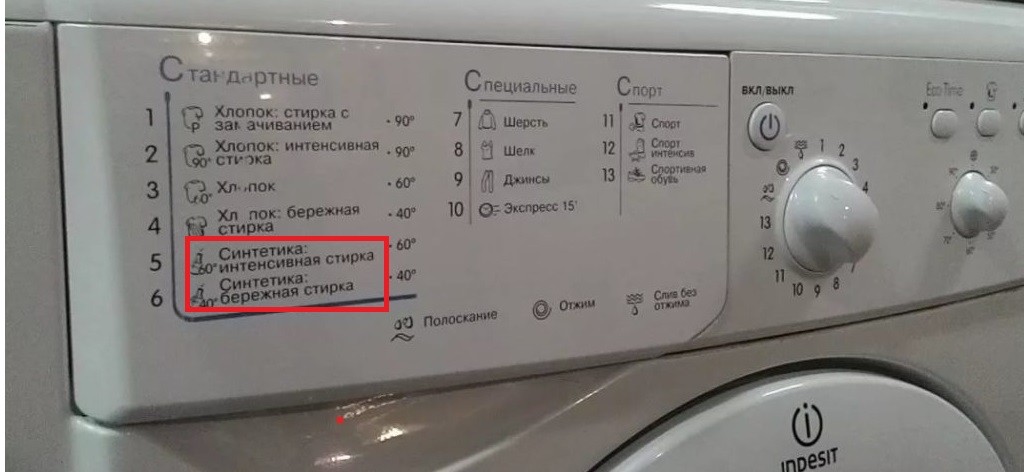 Стандартные
1 Хлопок: стирка с замачиванием · 90°
2 Хлопок: интенсивная стирка · 90°
3 Хлопок · 60°
4 Хлопок: бережная стирка · 40°
5 Синтетика: интенсивная стирка · 60°
6 Синтетика: бережная стирка · 40°
Специальные
7 Шерсть
8 Шелк
9 Джинсы
10 Экспресс 15'
Спорт
11 Спорт
12 Спорт интенсив
13 Спортивная обувь
Полоскание
Отжим
Слив без отжима
ВКЛ/ВЫКЛ
Eco Time
1
2
3
4
8
9
10
11
12
13
INDESIT